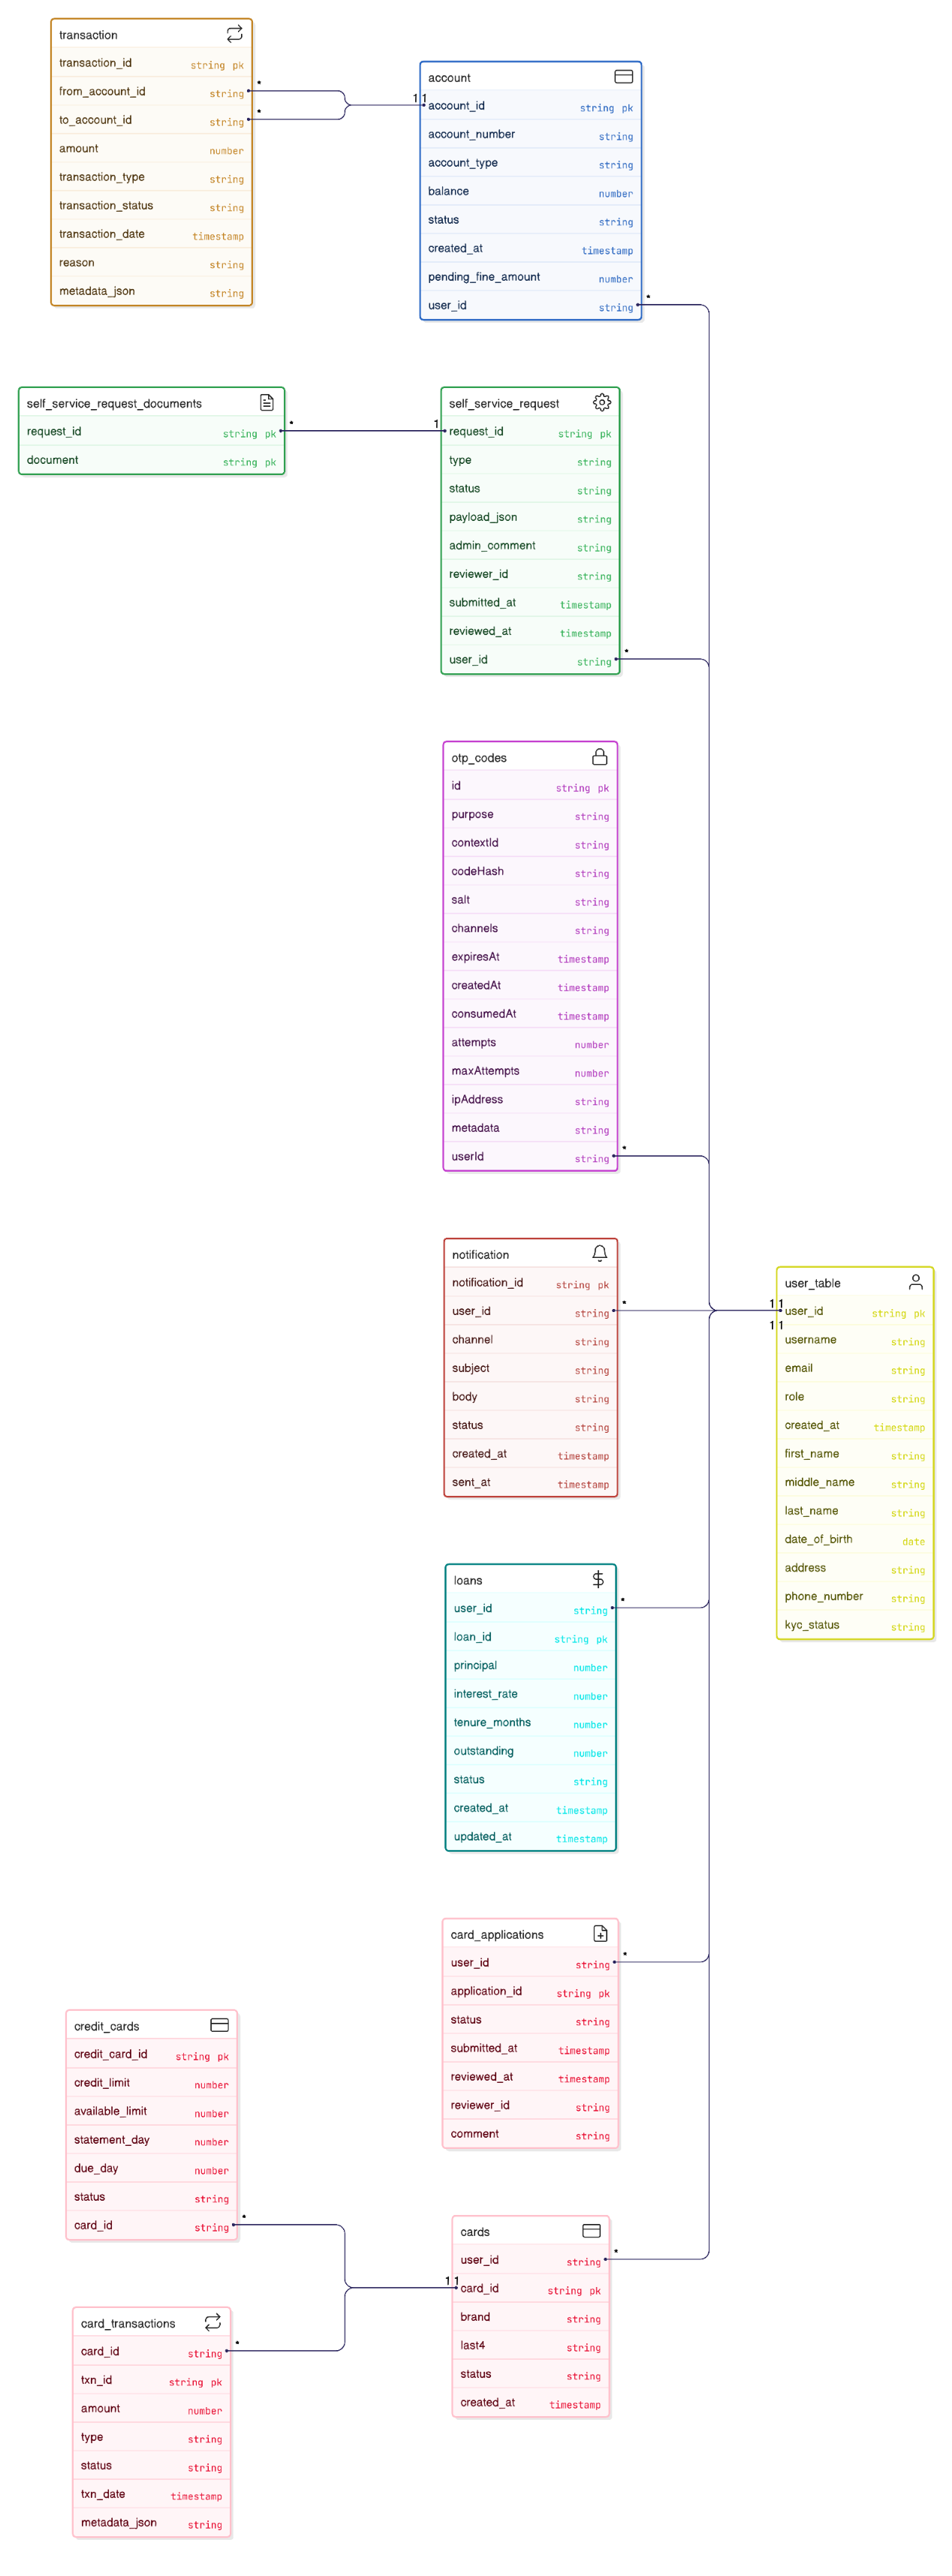 transaction
transaction_id string pk
from_account_id string *
to_account_id string *
amount number
transaction_type string
transaction_status string
transaction_date timestamp
reason string
metadata_json string
account
1 1 account_id string pk
account_number string
account_type string
balance number
status string
created_at timestamp
pending_fine_amount number
user_id string *
self_service_request_documents
request_id string pk *
document string pk
self_service_request
1 request_id string pk
type string
status string
payload_json string
admin_comment string
reviewer_id string
submitted_at timestamp
reviewed_at timestamp
user_id string *
otp_codes
id string pk
purpose string
contextId string
codeHash string
salt string
channels string
expiresAt timestamp
createdAt timestamp
consumedAt timestamp
attempts number
maxAttempts number
ipAddress string
metadata string
userId string *
notification
notification_id string pk
user_id string *
channel string
subject string
body string
status string
created_at timestamp
sent_at timestamp
user_table
1 1 user_id string pk
1 1
username string
email string
role string
created_at timestamp
first_name string
middle_name string
last_name string
date_of_birth date
address string
phone_number string
kyc_status string
loans
user_id string *
loan_id string pk
principal number
interest_rate number
tenure_months number
outstanding number
status string
created_at timestamp
updated_at timestamp
card_applications
user_id string *
application_id string pk
status string
submitted_at timestamp
reviewed_at timestamp
reviewer_id string
comment string
credit_cards
credit_card_id string pk
credit_limit number
available_limit number
statement_day number
due_day number
status string
card_id string *
cards
user_id string *
1 1 card_id string pk
brand string
last4 string
status string
created_at timestamp
card_transactions
card_id string *
txn_id string pk
amount number
type string
status string
txn_date timestamp
metadata_json string